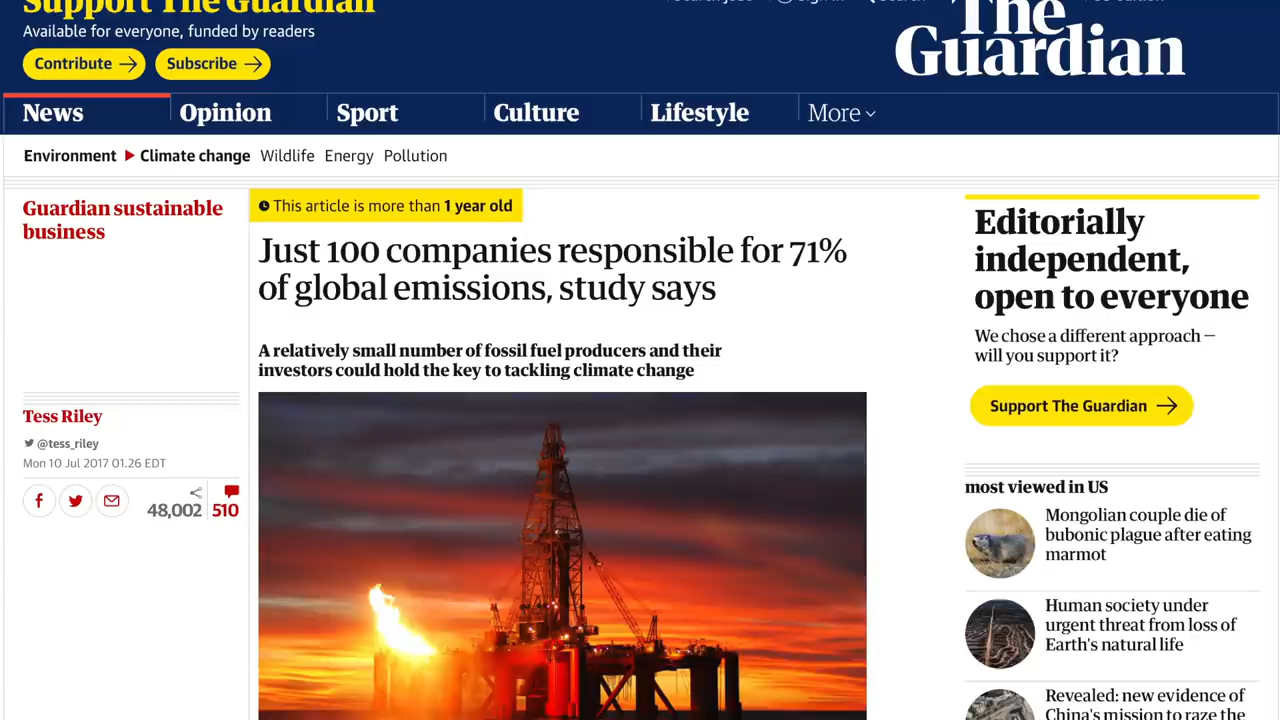 Support The Guardian
Available for everyone, funded by readers
Contribute
Subscribe
The
Guardian
News
Opinion
Sport
Culture
Lifestyle
More
Environment
Climate change
Wildlife
Energy
Pollution
Guardian sustainable
business
This article is more than 1 year old
Just 100 companies responsible for 71%
of global emissions, study says
A relatively small number of fossil fuel producers and their
investors could hold the key to tackling climate change
Tess Riley
@tess_riley
Mon 10 Jul 2017 01.26 EDT
48,002
510
Editorially
independent,
open to everyone
We chose a different approach —
will you support it?
Support The Guardian
most viewed in US
Mongolian couple die of
bubonic plague after eating
marmot
Human society under
urgent threat from loss of
Earth's natural life
Revealed: new evidence of
China's mission to raze the